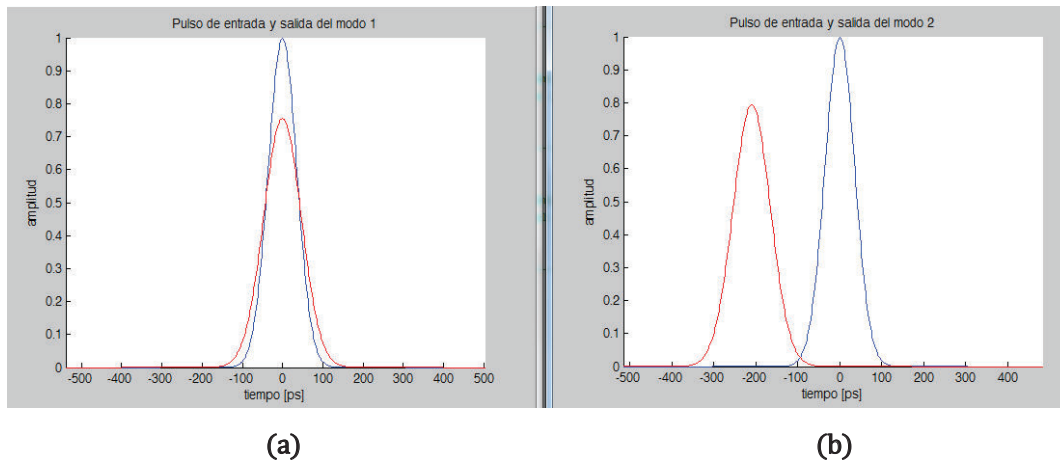 Pulso de entrada y salida del modo 1
1
0.9
0.8
0.7
0.6
0.5
0.4
0.3
0.2
0.1
0
amplitud
-500 -400 -300 -200 -100 0 100 200 300 400 500
tiempo [ps]
(a)
Pulso de entrada y salida del modo 2
1
0.9
0.8
0.7
0.6
0.5
0.4
0.3
0.2
0.1
0
amplitud
-500 -400 -300 -200 -100 0 100 200 300 400
tiempo [ps]
(b)